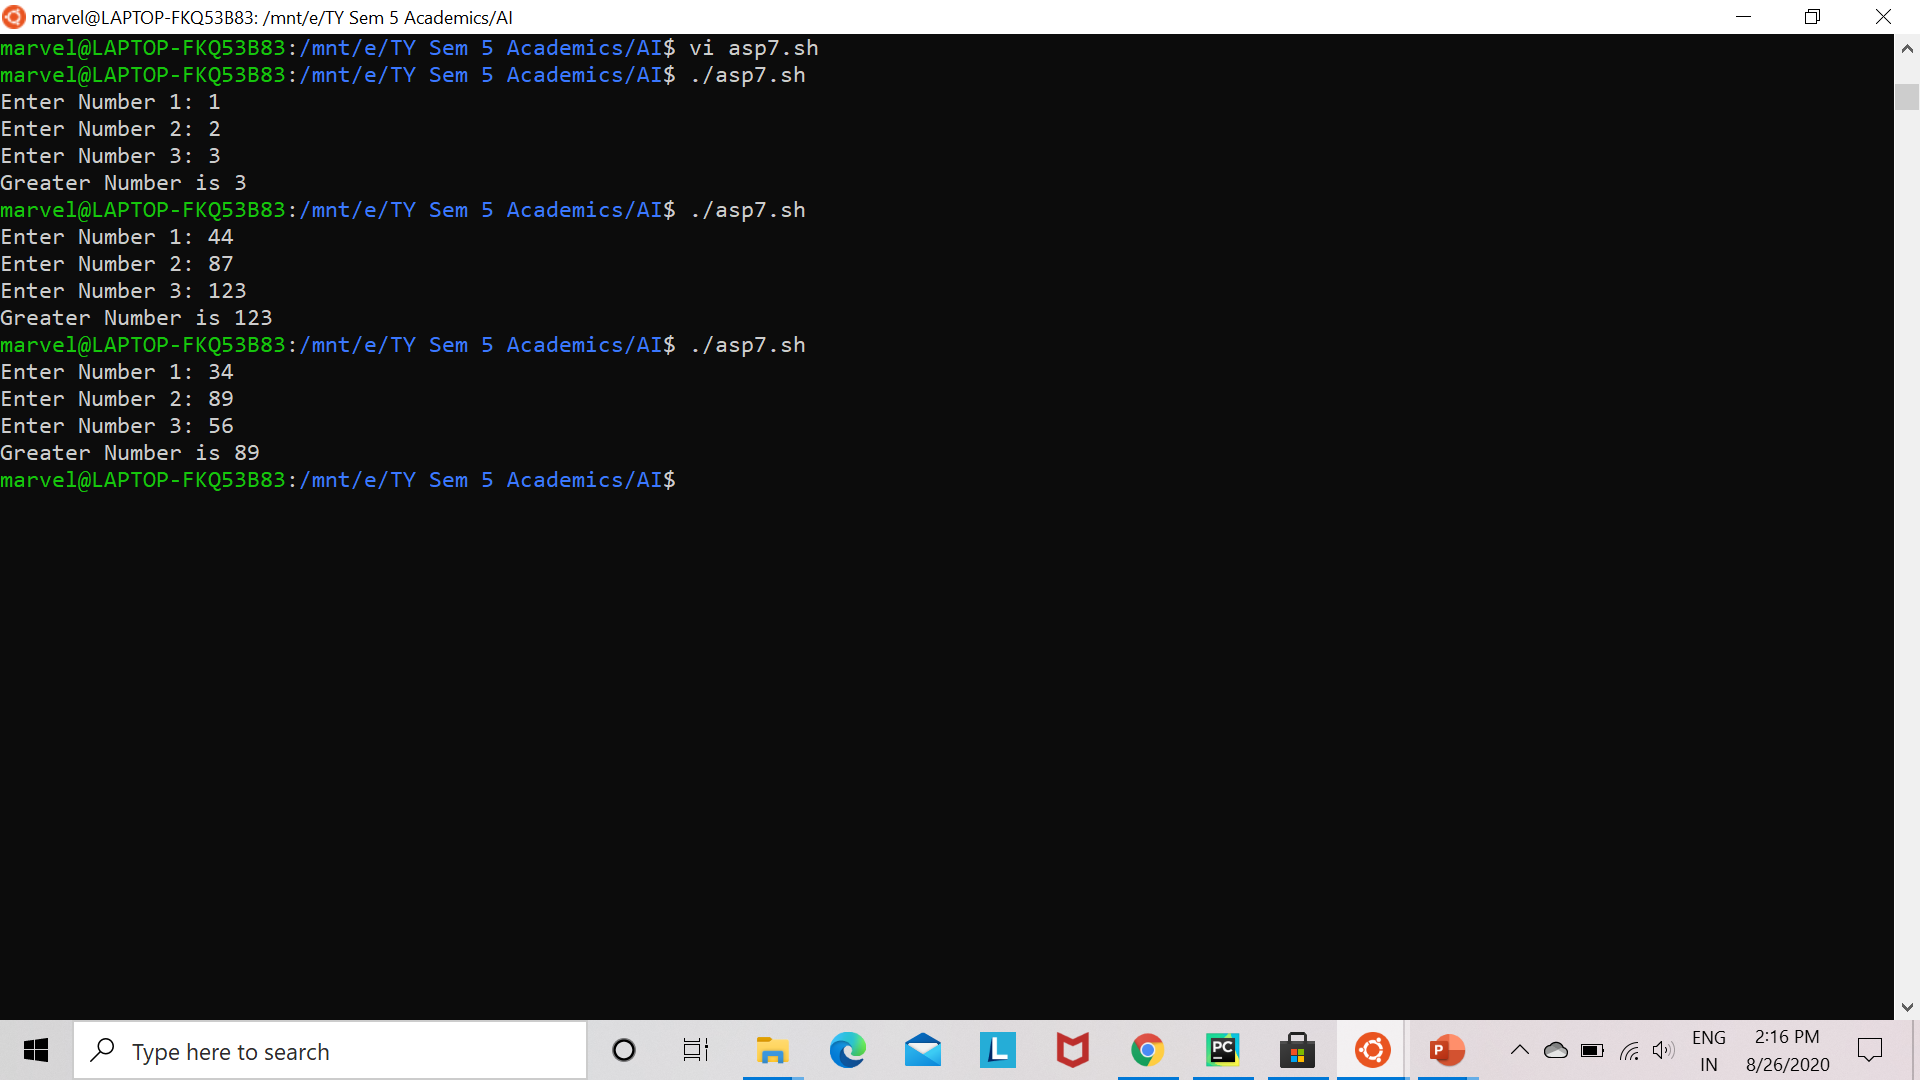 marvel@LAPTOP-FKQ53B83: /mnt/e/TY Sem 5 Academics/AI
marvel@LAPTOP-FKQ53B83:/mnt/e/TY Sem 5 Academics/AI$ vi asp7.sh
marvel@LAPTOP-FKQ53B83:/mnt/e/TY Sem 5 Academics/AI$ ./asp7.sh
Enter Number 1: 1
Enter Number 2: 2
Enter Number 3: 3
Greater Number is 3
marvel@LAPTOP-FKQ53B83:/mnt/e/TY Sem 5 Academics/AI$ ./asp7.sh
Enter Number 1: 44
Enter Number 2: 87
Enter Number 3: 123
Greater Number is 123
marvel@LAPTOP-FKQ53B83:/mnt/e/TY Sem 5 Academics/AI$ ./asp7.sh
Enter Number 1: 34
Enter Number 2: 89
Enter Number 3: 56
Greater Number is 89
marvel@LAPTOP-FKQ53B83:/mnt/e/TY Sem 5 Academics/AI$
Type here to search
L
PC
P
ENG
IN
2:16 PM
8/26/2020